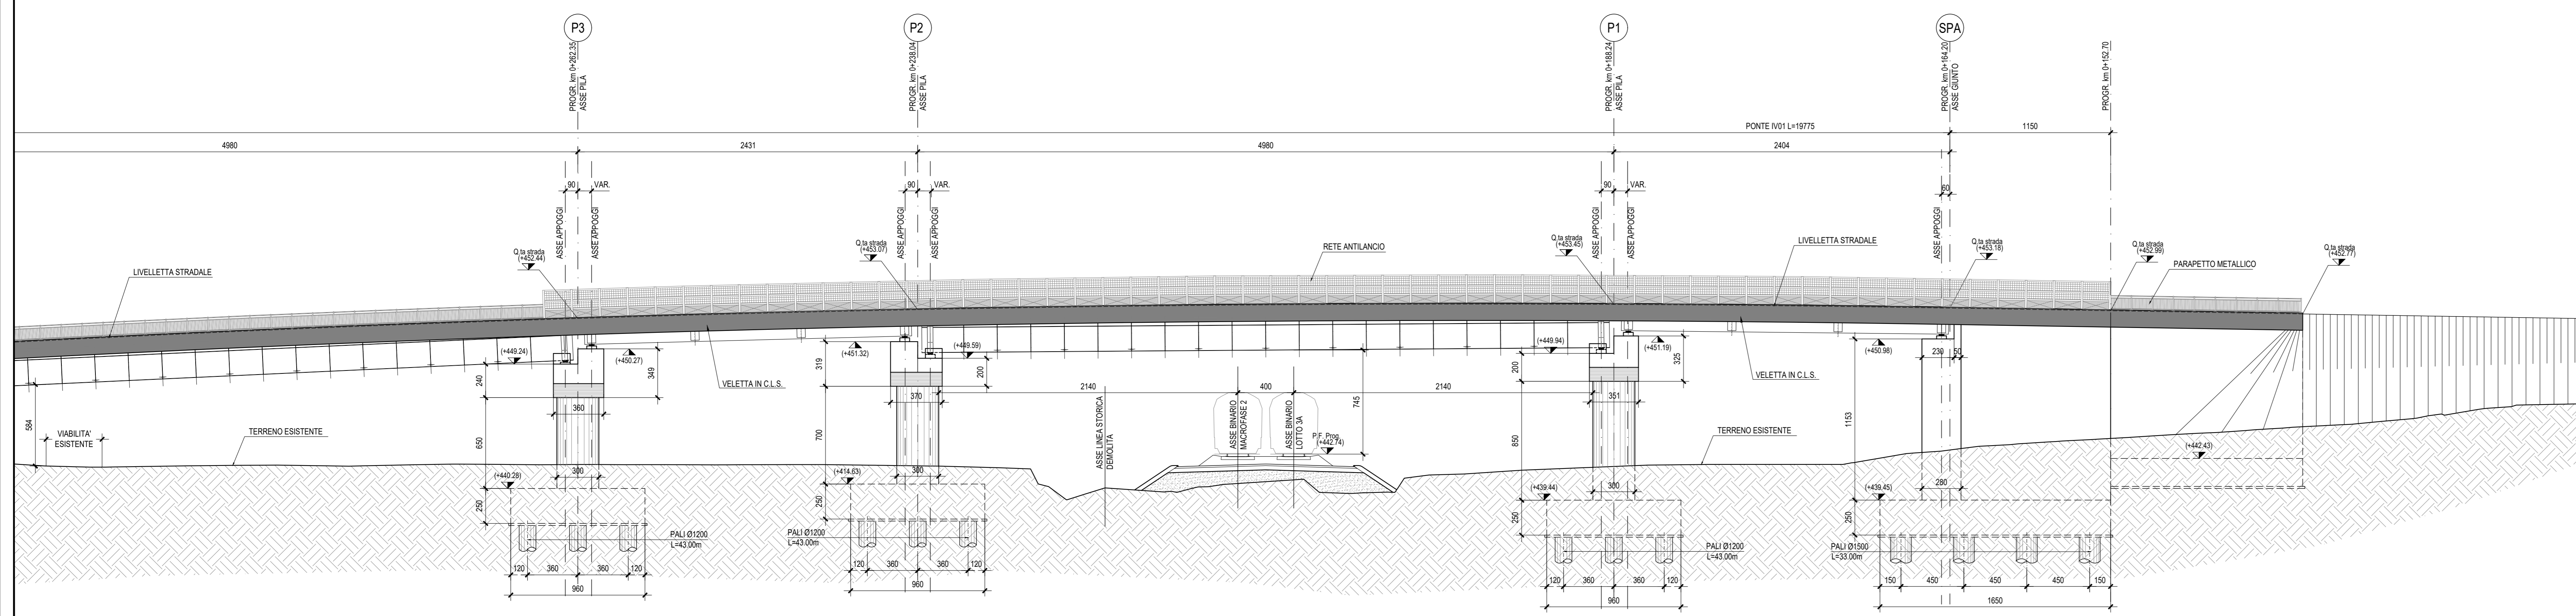 P3
P2
P1
SPA
PROGR. km 0+262.35
ASSE PILA
PROGR. km 0+238.04
ASSE PILA
PROGR. km 0+188.24
ASSE PILA
PROGR. km 0+164.20
ASSE GIUNTO
PROGR. km 0+152.70
PONTE IV01 L=19775
1150
4980
2431
4980
2404
90
VAR.
90
VAR.
90
VAR.
60
ASSE APPOGGI
ASSE APPOGGI
ASSE APPOGGI
ASSE APPOGGI
ASSE APPOGGI
ASSE APPOGGI
ASSE APPOGGI
Q.ta strada
(+452.44)
Q.ta strada
(+453.07)
Q.ta strada
(+453.45)
Q.ta strada
(+453.18)
Q.ta strada
(+452.99)
Q.ta strada
(+452.77)
LIVELLETTA STRADALE
RETE ANTILANCIO
LIVELLETTA STRADALE
PARAPETTO METALLICO
(+449.24)
(+450.27)
(+451.32)
(+449.59)
(+449.94)
(+451.19)
(+450.98)
240
349
319
200
200
325
230
50
VELETTA IN C.L.S.
VELETTA IN C.L.S.
584
360
370
2140
400
2140
351
745
1153
VIABILITA'
ESISTENTE
TERRENO ESISTENTE
650
700
ASSE LINEA STORICA
DEMOLITA
ASSE BINARIO
MACROFASE 2
ASSE BINARIO
LOTTO 3A
P.F. Prog.
(+442.74)
850
TERRENO ESISTENTE
(+442.43)
300
300
300
280
(+440.28)
(+414.63)
(+439.44)
(+439.45)
250
250
250
250
PALI Ø1200
L=43.00m
PALI Ø1200
L=43.00m
PALI Ø1200
L=43.00m
PALI Ø1500
L=33.00m
120
360
360
120
960
120
360
360
120
960
120
360
360
120
960
150
450
450
450
150
1650